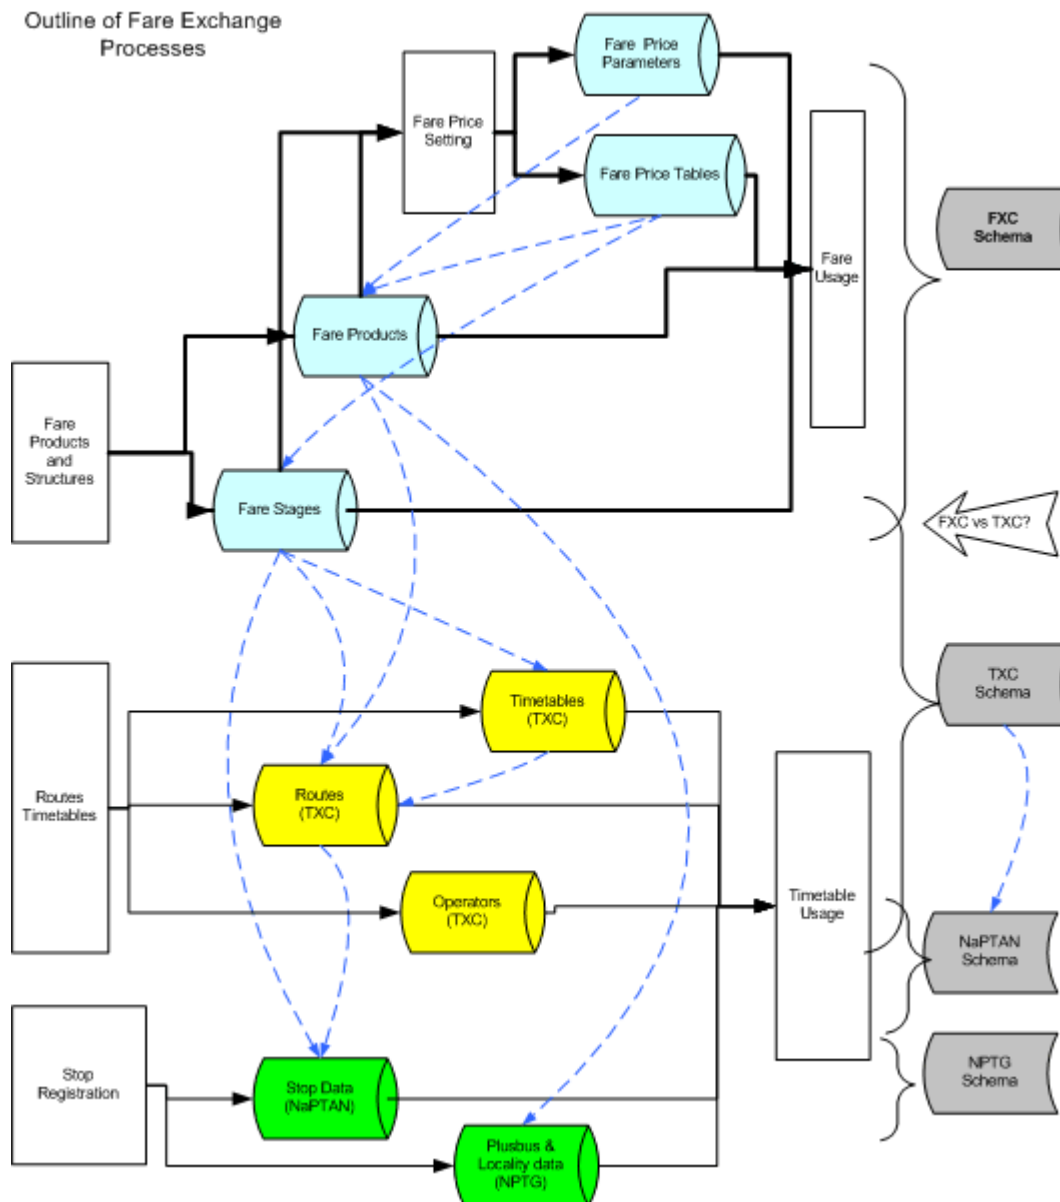 Outline of Fare Exchange
Processes
Fare Price
Parameters
Fare Price
Setting
Fare Price Tables
FXC
Schema
Fare
Usage
Fare Products
Fare
Products
and
Structures
Fare Stages
FXC vs TXC?
Timetables
(TXC)
TXC
Schema
Routes
Timetables
Routes
(TXC)
Operators
(TXC)
Timetable
Usage
NaPTAN
Schema
Stop
Registration
Stop Data
(NaPTAN)
NPTG
Schema
Plusbus &
Locality data
(NPTG)